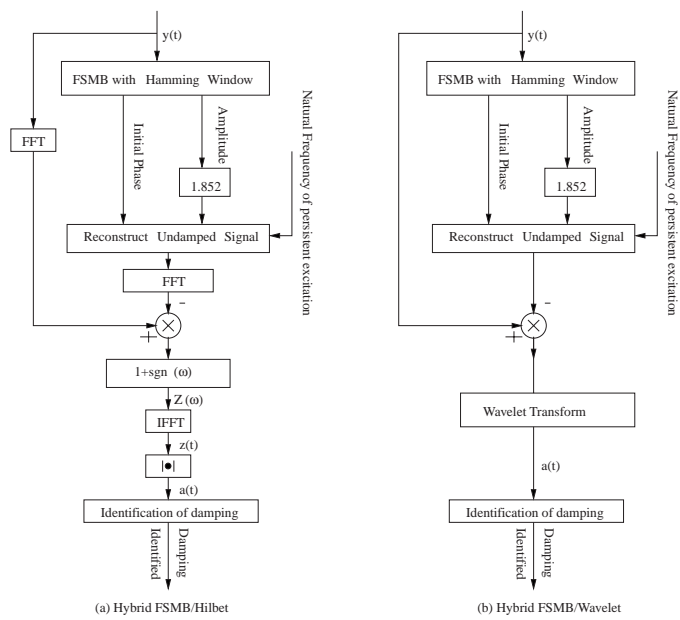 y(t)
FSMB with Hamming Window
FFT
Initial Phase
Amplitude
1.852
Natural Frequency of persistent excitation
Reconstruct Undamped Signal
FFT
−
+
1+sgn (ω)
Z(ω)
IFFT
z(t)
|●|
a(t)
Identification of damping
Identified
Damping
(a) Hybrid FSMB/Hilbet
y(t)
FSMB with Hamming Window
Initial Phase
Amplitude
1.852
Natural Frequency of persistent excitation
Reconstruct Undamped Signal
−
+
Wavelet Transform
a(t)
Identification of damping
Identified
Damping
(b) Hybrid FSMB/Wavelet